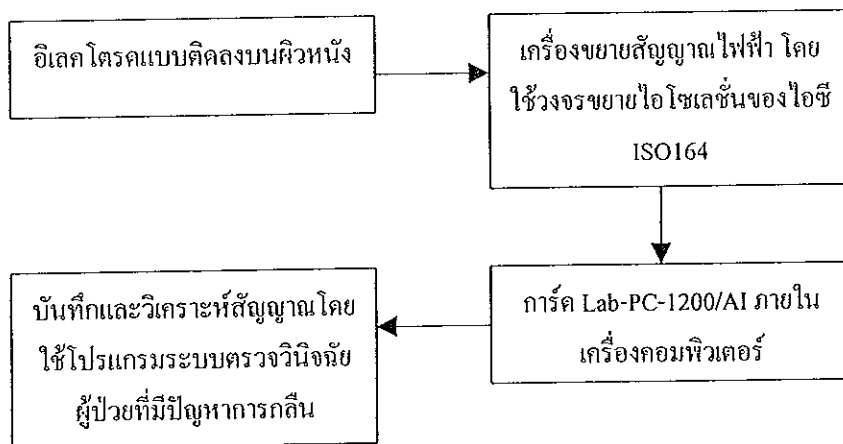 อิเลคโตรดแบบติดลงบนผิวหนัง
เครื่องขยายสัญญาณไฟฟ้า โดย
ใช้วงจรขยายไอโซเลชั่นของไอซี
ISO164
การ์ด Lab-PC-1200/AI ภายใน
เครื่องคอมพิวเตอร์
บันทึกและวิเคราะห์สัญญาณโดย
ใช้โปรแกรมระบบตรวจวินิจฉัย
ผู้ป่วยที่มีปัญหาการกลืน